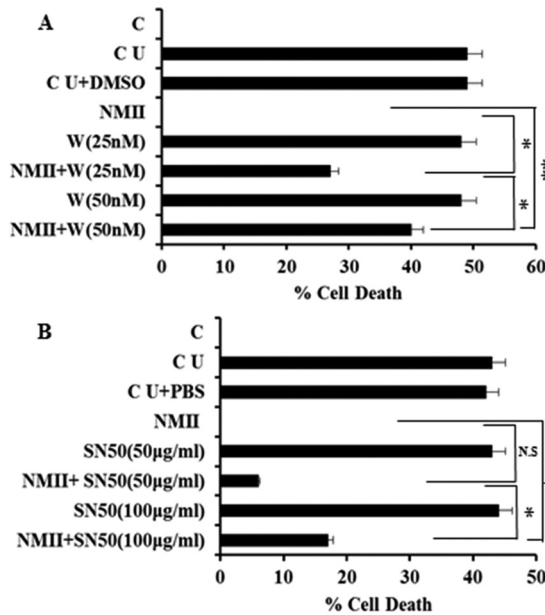 A
C
C U
C U+DMSO
NMII
W(25nM)
NMII+W(25nM)
W(50nM)
NMII+W(50nM)
*
*
**
0 10 20 30 40 50 60
% Cell Death
B
C
C U
C U+PBS
NMII
SN50(50μg/ml)
NMII+ SN50(50μg/ml)
SN50(100μg/ml)
NMII+SN50(100μg/ml)
N.S
*
0 10 20 30 40 50
% Cell Death